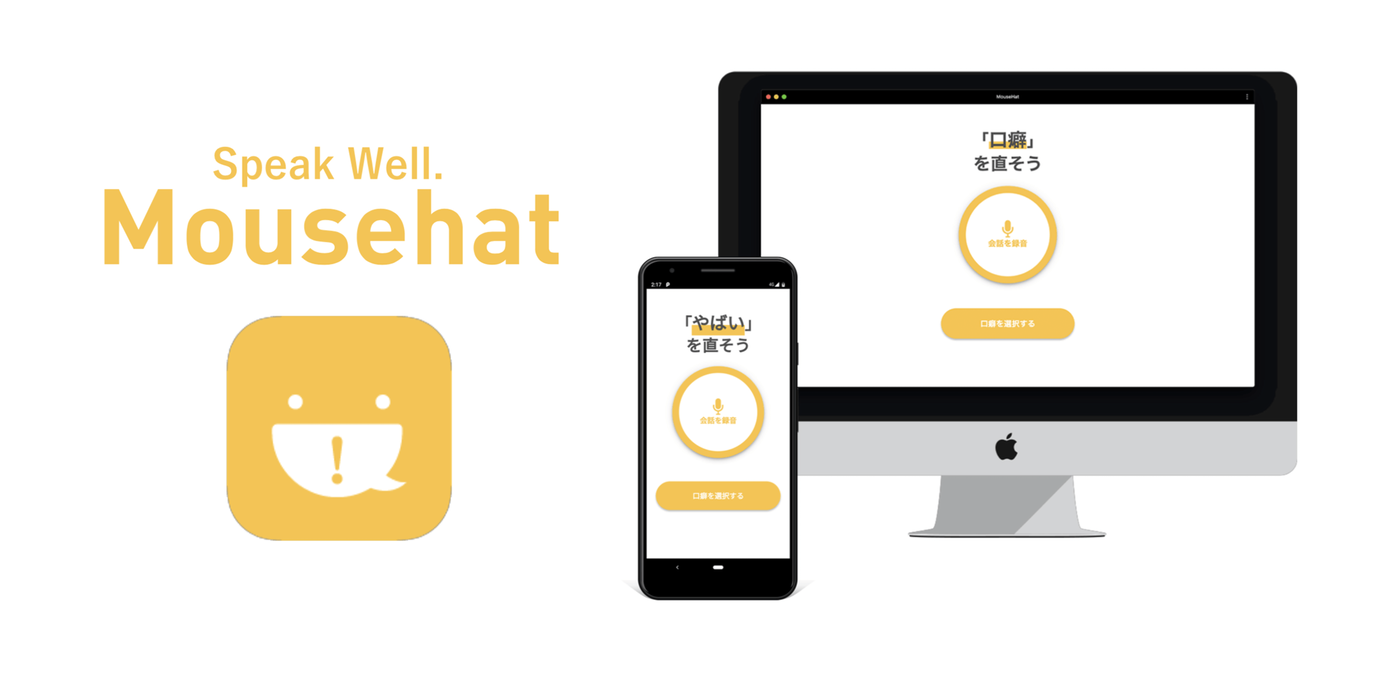 Speak Well.
Mousehat
!
MouseHat
「口癖」
を直そう
会話を録音
口癖を選択する
2:17
4G
「やばい」
を直そう
会話を録音
口癖を選択する